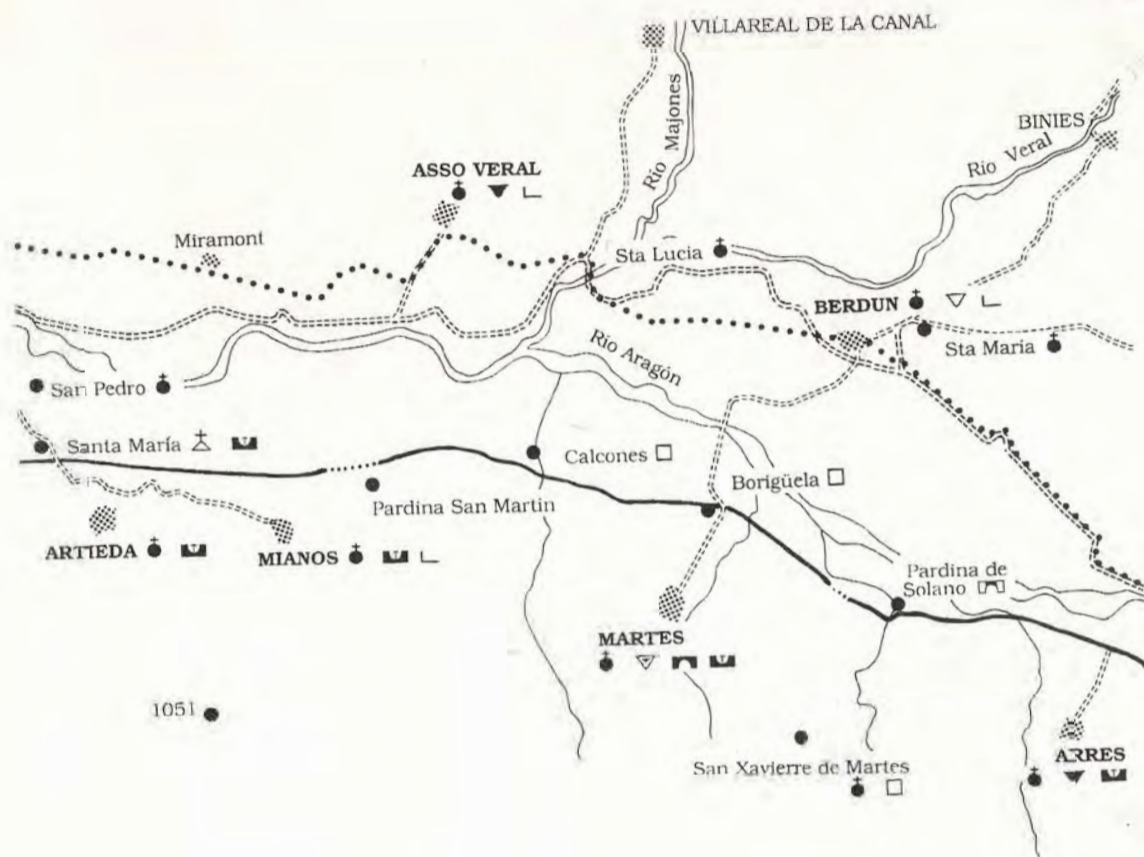 VILLAREAL DE LA CANAL
Rio Majones
BINIES
Rio Veral
ASSO VERAL
Miramont
Sta Lucia
BERDUN
Sta Maria
Rio Aragón
San Pedro
Santa María
Calcones
Borigüela
Pardina San Martin
ARTIEDA
MIANOS
Pardina de
Solano
MARTES
1051
San Xavierre de Martes
ARRES